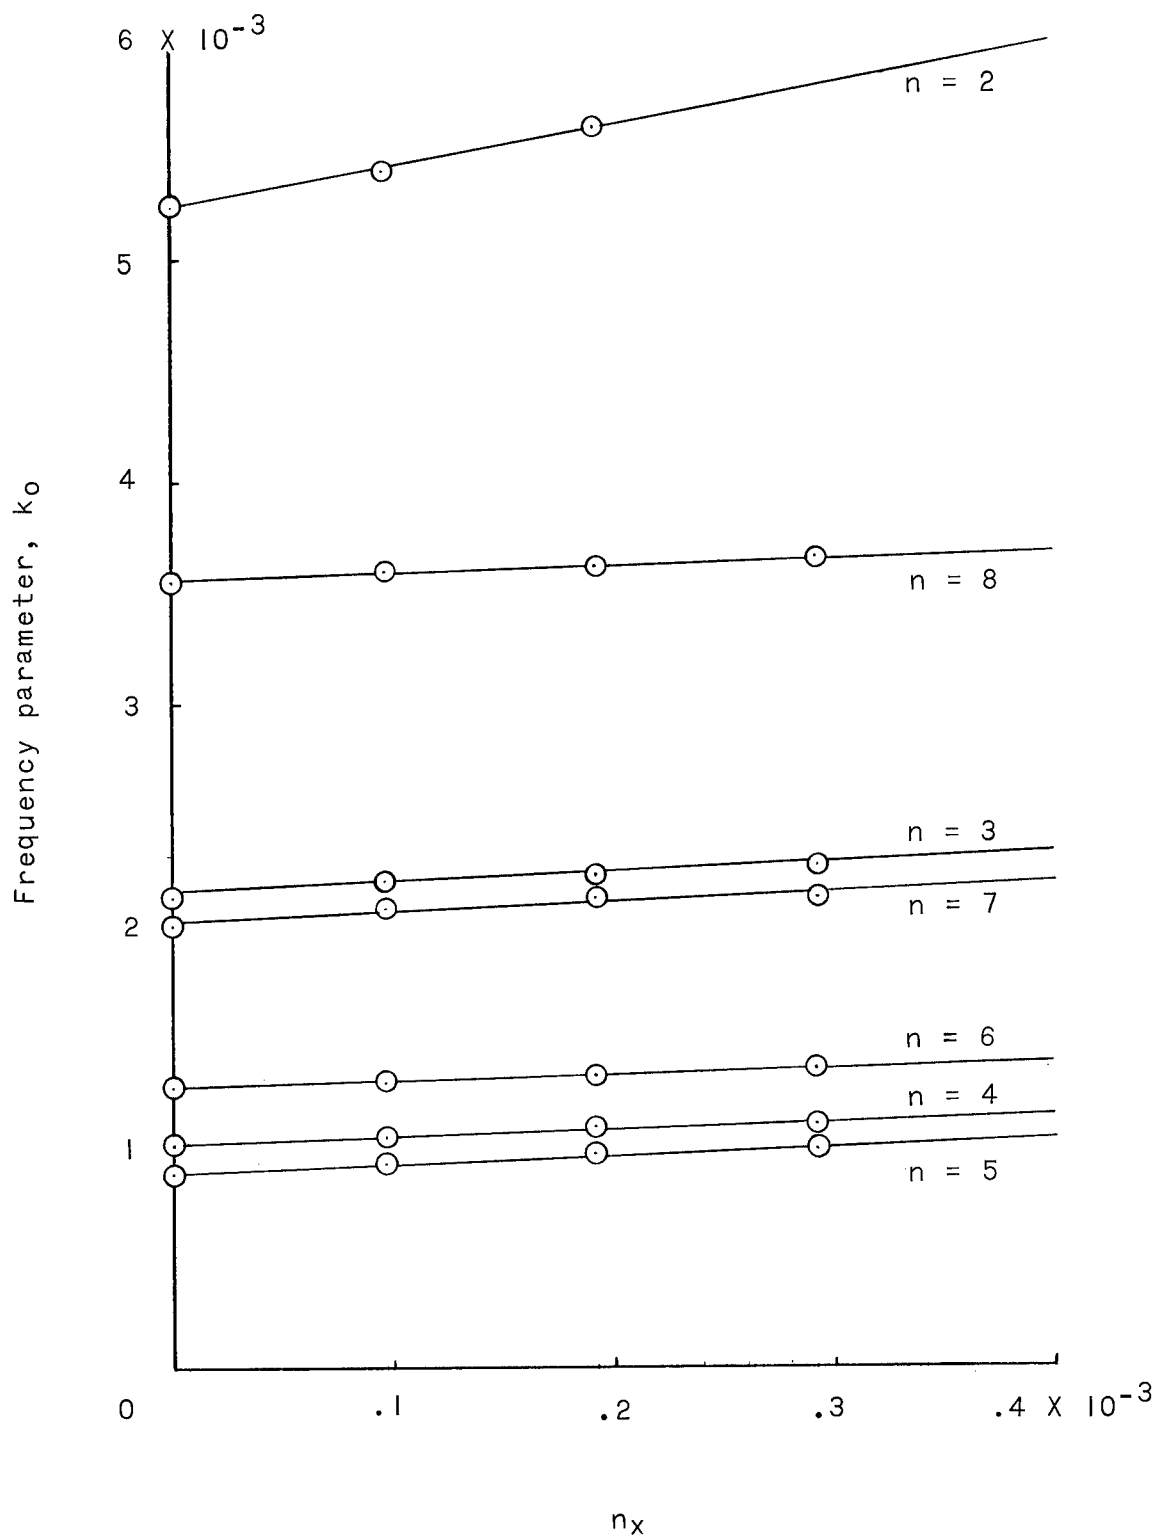 6 X 10-3
n = 2
5
4
n = 8
Frequency parameter, ko
3
n = 3
n = 7
2
n = 6
n = 4
1
n = 5
0
.1
.2
.3
.4 X 10-3
nx